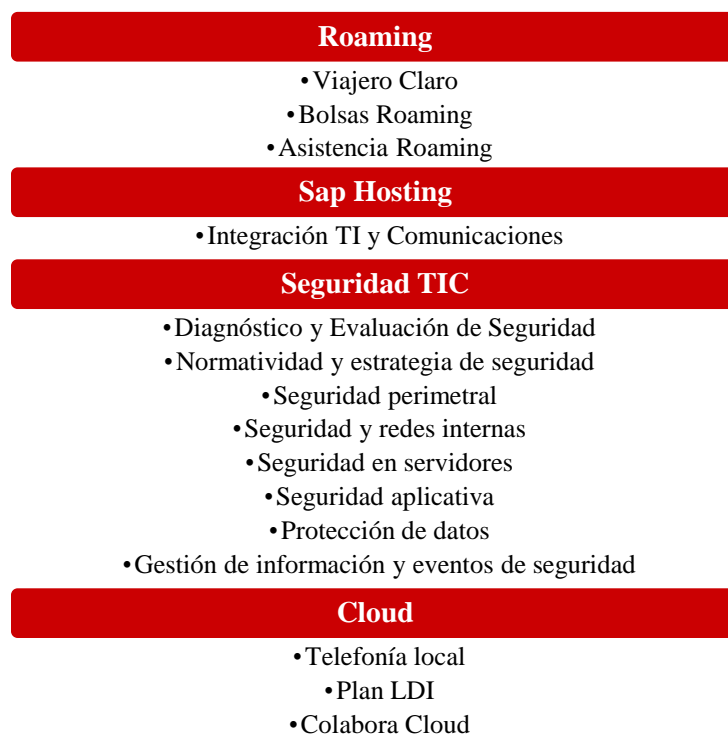 Roaming
•Viajero Claro
•Bolsas Roaming
•Asistencia Roaming
Sap Hosting
•Integración TI y Comunicaciones
Seguridad TIC
•Diagnóstico y Evaluación de Seguridad
•Normatividad y estrategia de seguridad
•Seguridad perimetral
•Seguridad y redes internas
•Seguridad en servidores
•Seguridad aplicativa
•Protección de datos
•Gestión de información y eventos de seguridad
Cloud
•Telefonía local
•Plan LDI
•Colabora Cloud